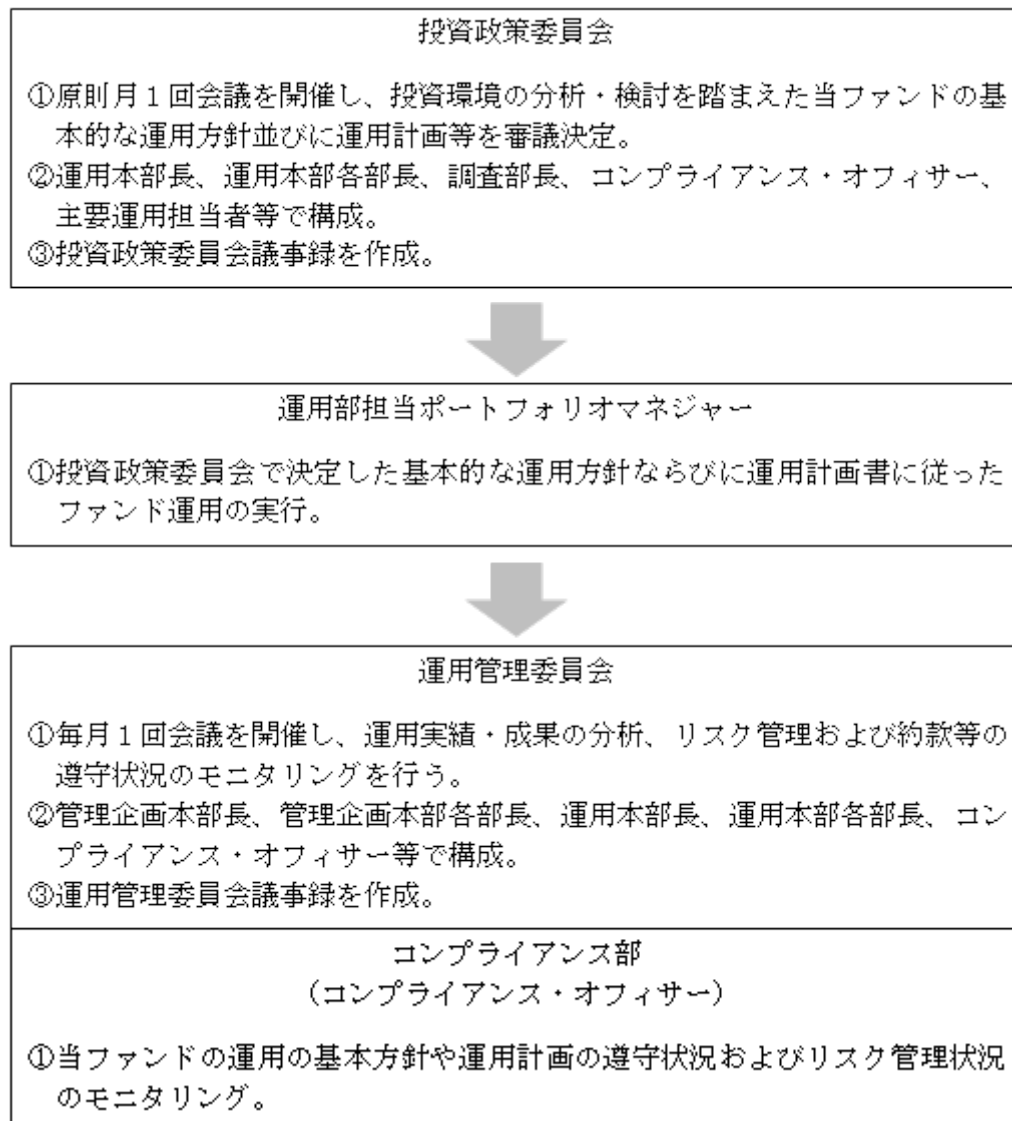 投資政策委員会
①原則月１回会議を開催し、投資環境の分析・検討を踏まえた当ファンドの基
本的な運用方針並びに運用計画等を審議決定。
②運用本部長、運用本部各部長、調査部長、コンプライアンス・オフィサー、
主要運用担当者等で構成。
③投資政策委員会議事録を作成。
運用部担当ポートフォリオマネジャー
①投資政策委員会で決定した基本的な運用方針ならびに運用計画書に従った
ファンド運用の実行。
運用管理委員会
①毎月１回会議を開催し、運用実績・成果の分析、リスク管理および約款等の
遵守状況のモニタリングを行う。
②管理企画本部長、管理企画本部各部長、運用本部長、運用本部各部長、コン
プライアンス・オフィサー等で構成。
③運用管理委員会議事録を作成。
コンプライアンス部
（コンプライアンス・オフィサー）
①当ファンドの運用の基本方針や運用計画の遵守状況およびリスク管理状況
のモニタリング。